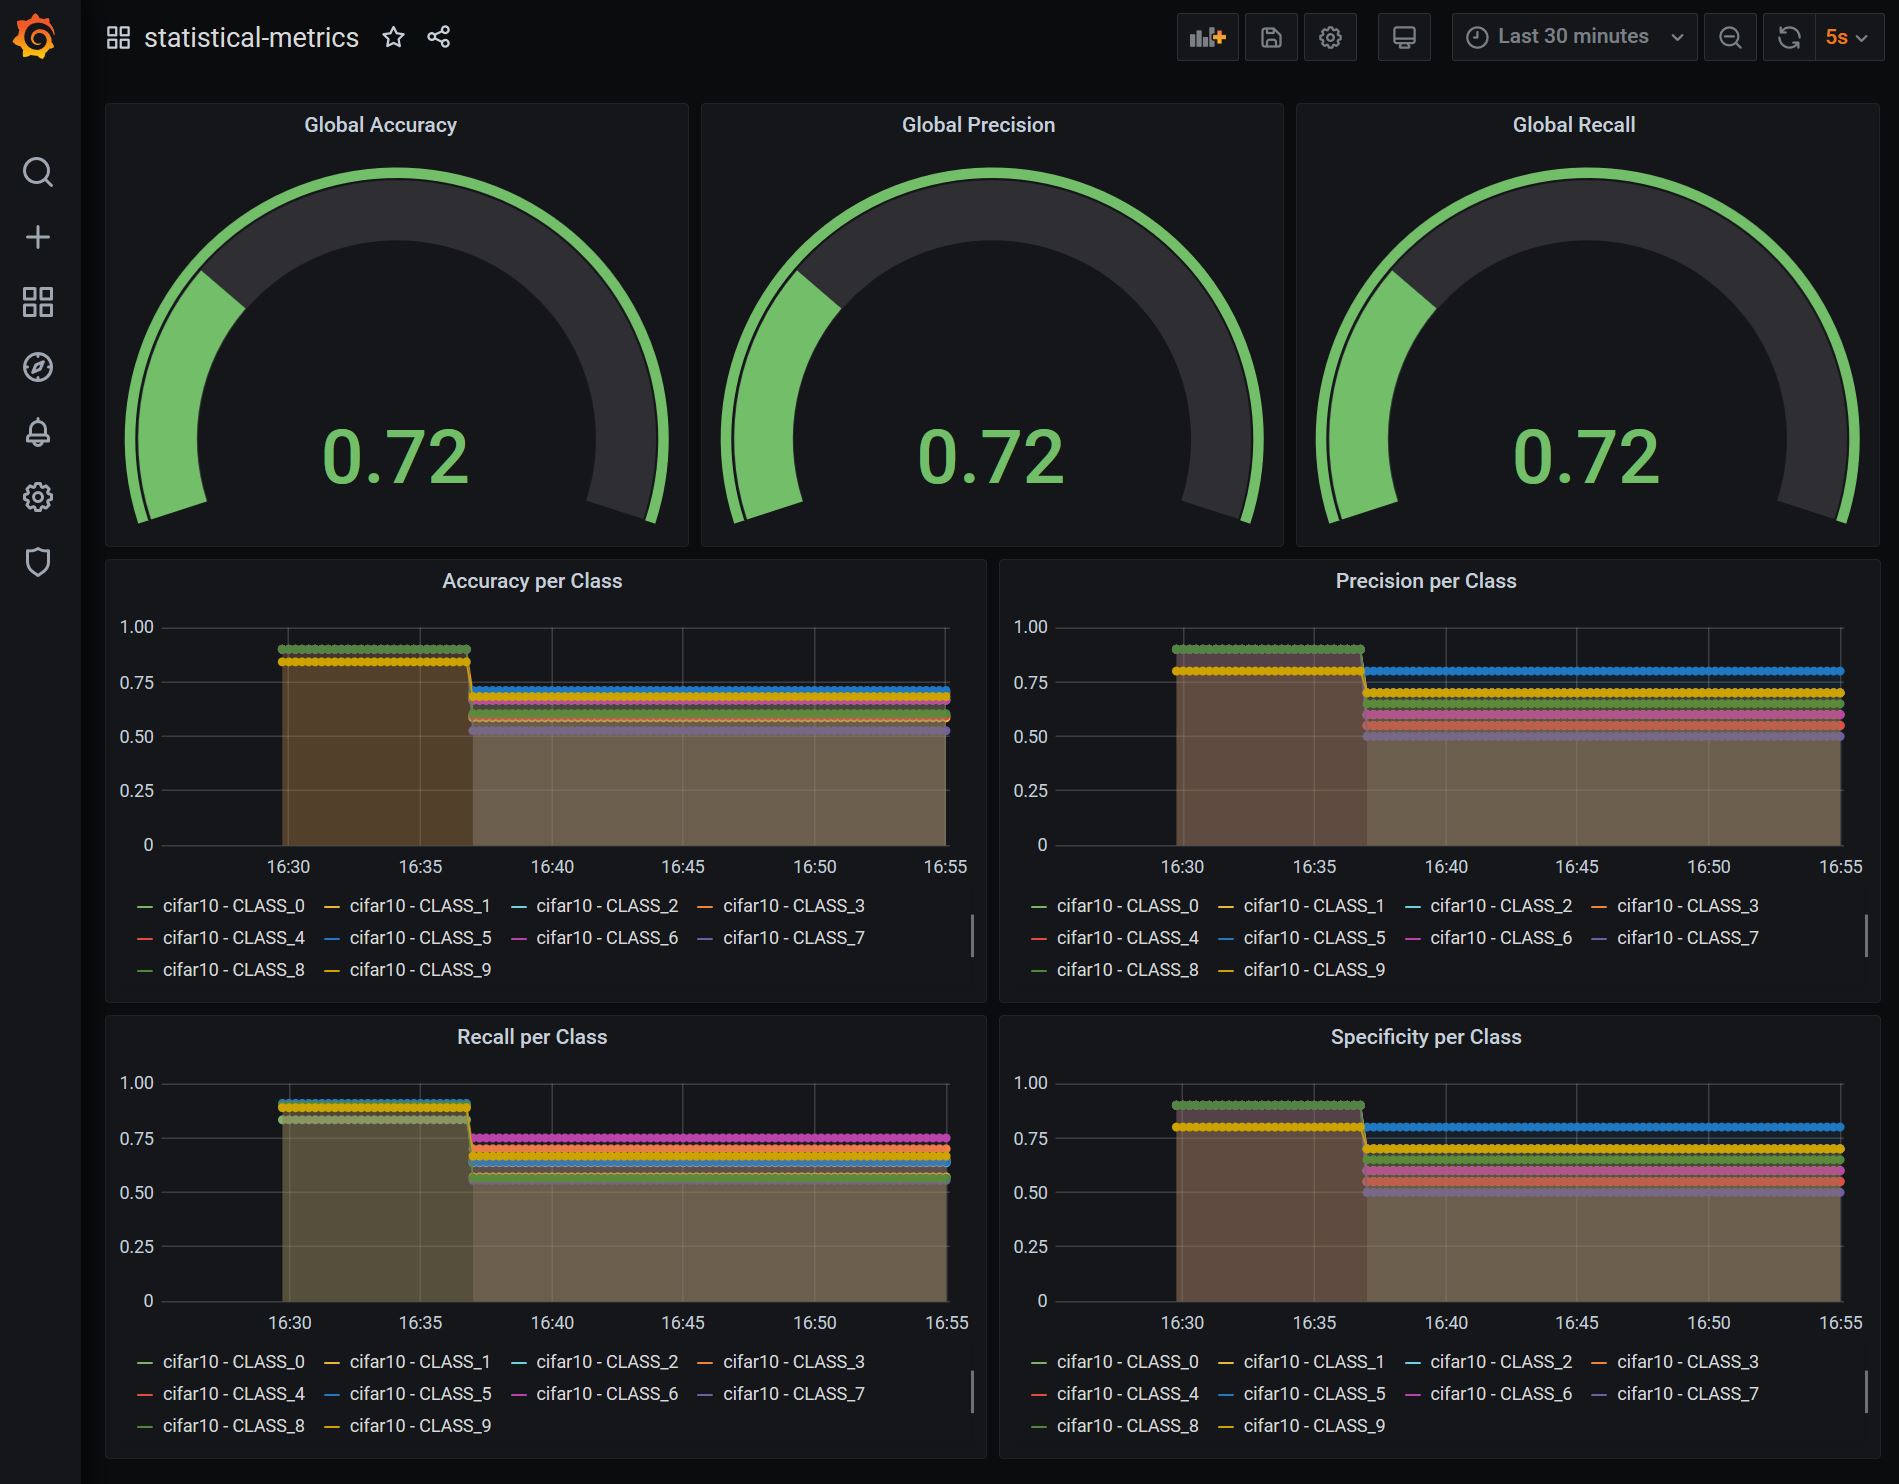 statistical-metrics
Last 30 minutes
5s
Global Accuracy
0.72
Global Precision
0.72
Global Recall
0.72
Accuracy per Class
1.00
0.75
0.50
0.25
0
16:30 16:35 16:40 16:45 16:50 16:55
cifar10 - CLASS_0 cifar10 - CLASS_1 cifar10 - CLASS_2 cifar10 - CLASS_3
cifar10 - CLASS_4 cifar10 - CLASS_5 cifar10 - CLASS_6 cifar10 - CLASS_7
cifar10 - CLASS_8 cifar10 - CLASS_9
Precision per Class
1.00
0.75
0.50
0.25
0
16:30 16:35 16:40 16:45 16:50 16:55
cifar10 - CLASS_0 cifar10 - CLASS_1 cifar10 - CLASS_2 cifar10 - CLASS_3
cifar10 - CLASS_4 cifar10 - CLASS_5 cifar10 - CLASS_6 cifar10 - CLASS_7
cifar10 - CLASS_8 cifar10 - CLASS_9
Recall per Class
1.00
0.75
0.50
0.25
0
16:30 16:35 16:40 16:45 16:50 16:55
cifar10 - CLASS_0 cifar10 - CLASS_1 cifar10 - CLASS_2 cifar10 - CLASS_3
cifar10 - CLASS_4 cifar10 - CLASS_5 cifar10 - CLASS_6 cifar10 - CLASS_7
cifar10 - CLASS_8 cifar10 - CLASS_9
Specificity per Class
1.00
0.75
0.50
0.25
0
16:30 16:35 16:40 16:45 16:50 16:55
cifar10 - CLASS_0 cifar10 - CLASS_1 cifar10 - CLASS_2 cifar10 - CLASS_3
cifar10 - CLASS_4 cifar10 - CLASS_5 cifar10 - CLASS_6 cifar10 - CLASS_7
cifar10 - CLASS_8 cifar10 - CLASS_9